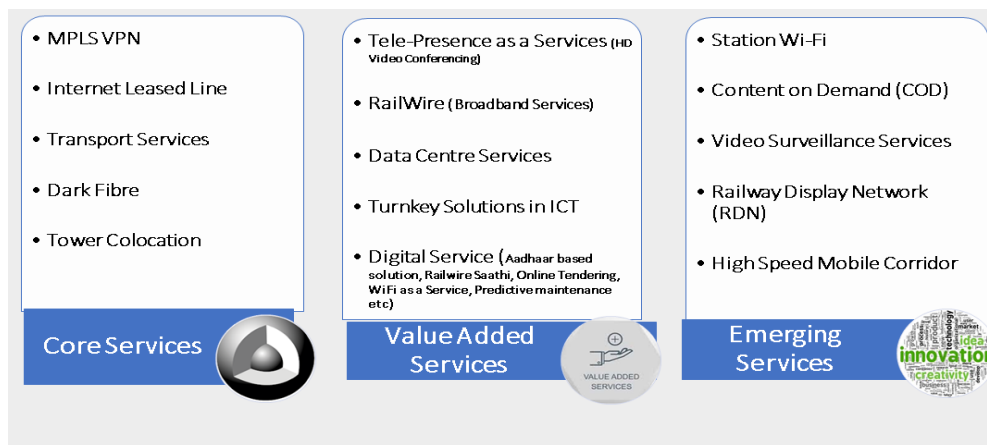 • MPLS VPN
• Internet Leased Line
• Transport Services
• Dark Fibre
• Tower Colocation
Core Services
• Tele-Presence as a Services (HD
Video Conferencing)
• RailWire (Broadband Services)
• Data Centre Services
• Turnkey Solutions in ICT
• Digital Service (Aadhaar based
solution, Railwire Saathi, Online Tendering,
WiFi as a Service, Predictive maintenance
etc)
Value Added
Services
VALUE ADDED
SERVICES
• Station Wi-Fi
• Content on Demand (COD)
• Video Surveillance Services
• Railway Display Network
(RDN)
• High Speed Mobile Corridor
Emerging
Services
technology
market
idea
innovation
creativity
business